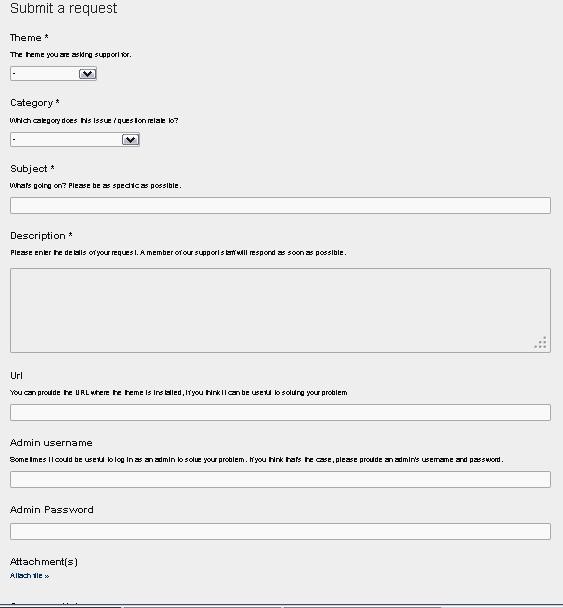 Submit a request
Theme *
The theme you are asking support for.
-
Category *
Which category does this issue / question relate to?
-
Subject *
What's going on? Please be as specific as possible.
Description *
Please enter the details of your request. A member of our support staff will respond as soon as possible.
Url
You can provide the URL where the theme is installed, if you think it can be useful to solving your problem
Admin username
Sometimes it could be useful to log in as an admin to solve your problem. If you think that's the case, please provide an admin's username and password.
Admin Password
Attachment(s)
Attach file »